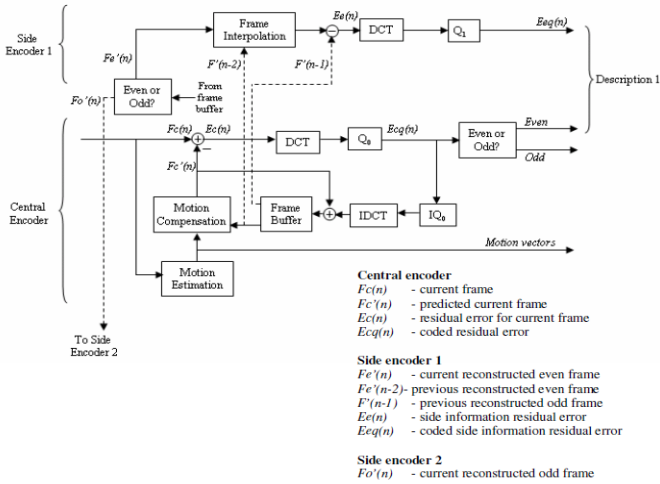 Side
Encoder 1
Fe'(n)
Frame
Interpolation
Ee(n)
DCT
Q1
Eeq(n)
F'(n-2)
F'(n-1)
Description 1
Fo'(n)
Even or
Odd?
From
frame
buffer
Central
Encoder
Fc(n)
Ec(n)
DCT
Q0
Ecq(n)
Even or
Odd?
Even
Odd
Fc'(n)
Motion
Compensation
Frame
Buffer
IDCT
IQ0
Motion vectors
Motion
Estimation
To Side
Encoder 2
Central encoder
Fc(n) - current frame
Fc'(n) - predicted current frame
Ec(n) - residual error for current frame
Ecq(n) - coded residual error
Side encoder 1
Fe'(n) - current reconstructed even frame
Fe'(n-2)- previous reconstructed even frame
F'(n-1) - previous reconstructed odd frame
Ee(n) - side information residual error
Eeq(n) - coded side information residual error
Side encoder 2
Fo'(n) - current reconstructed odd frame